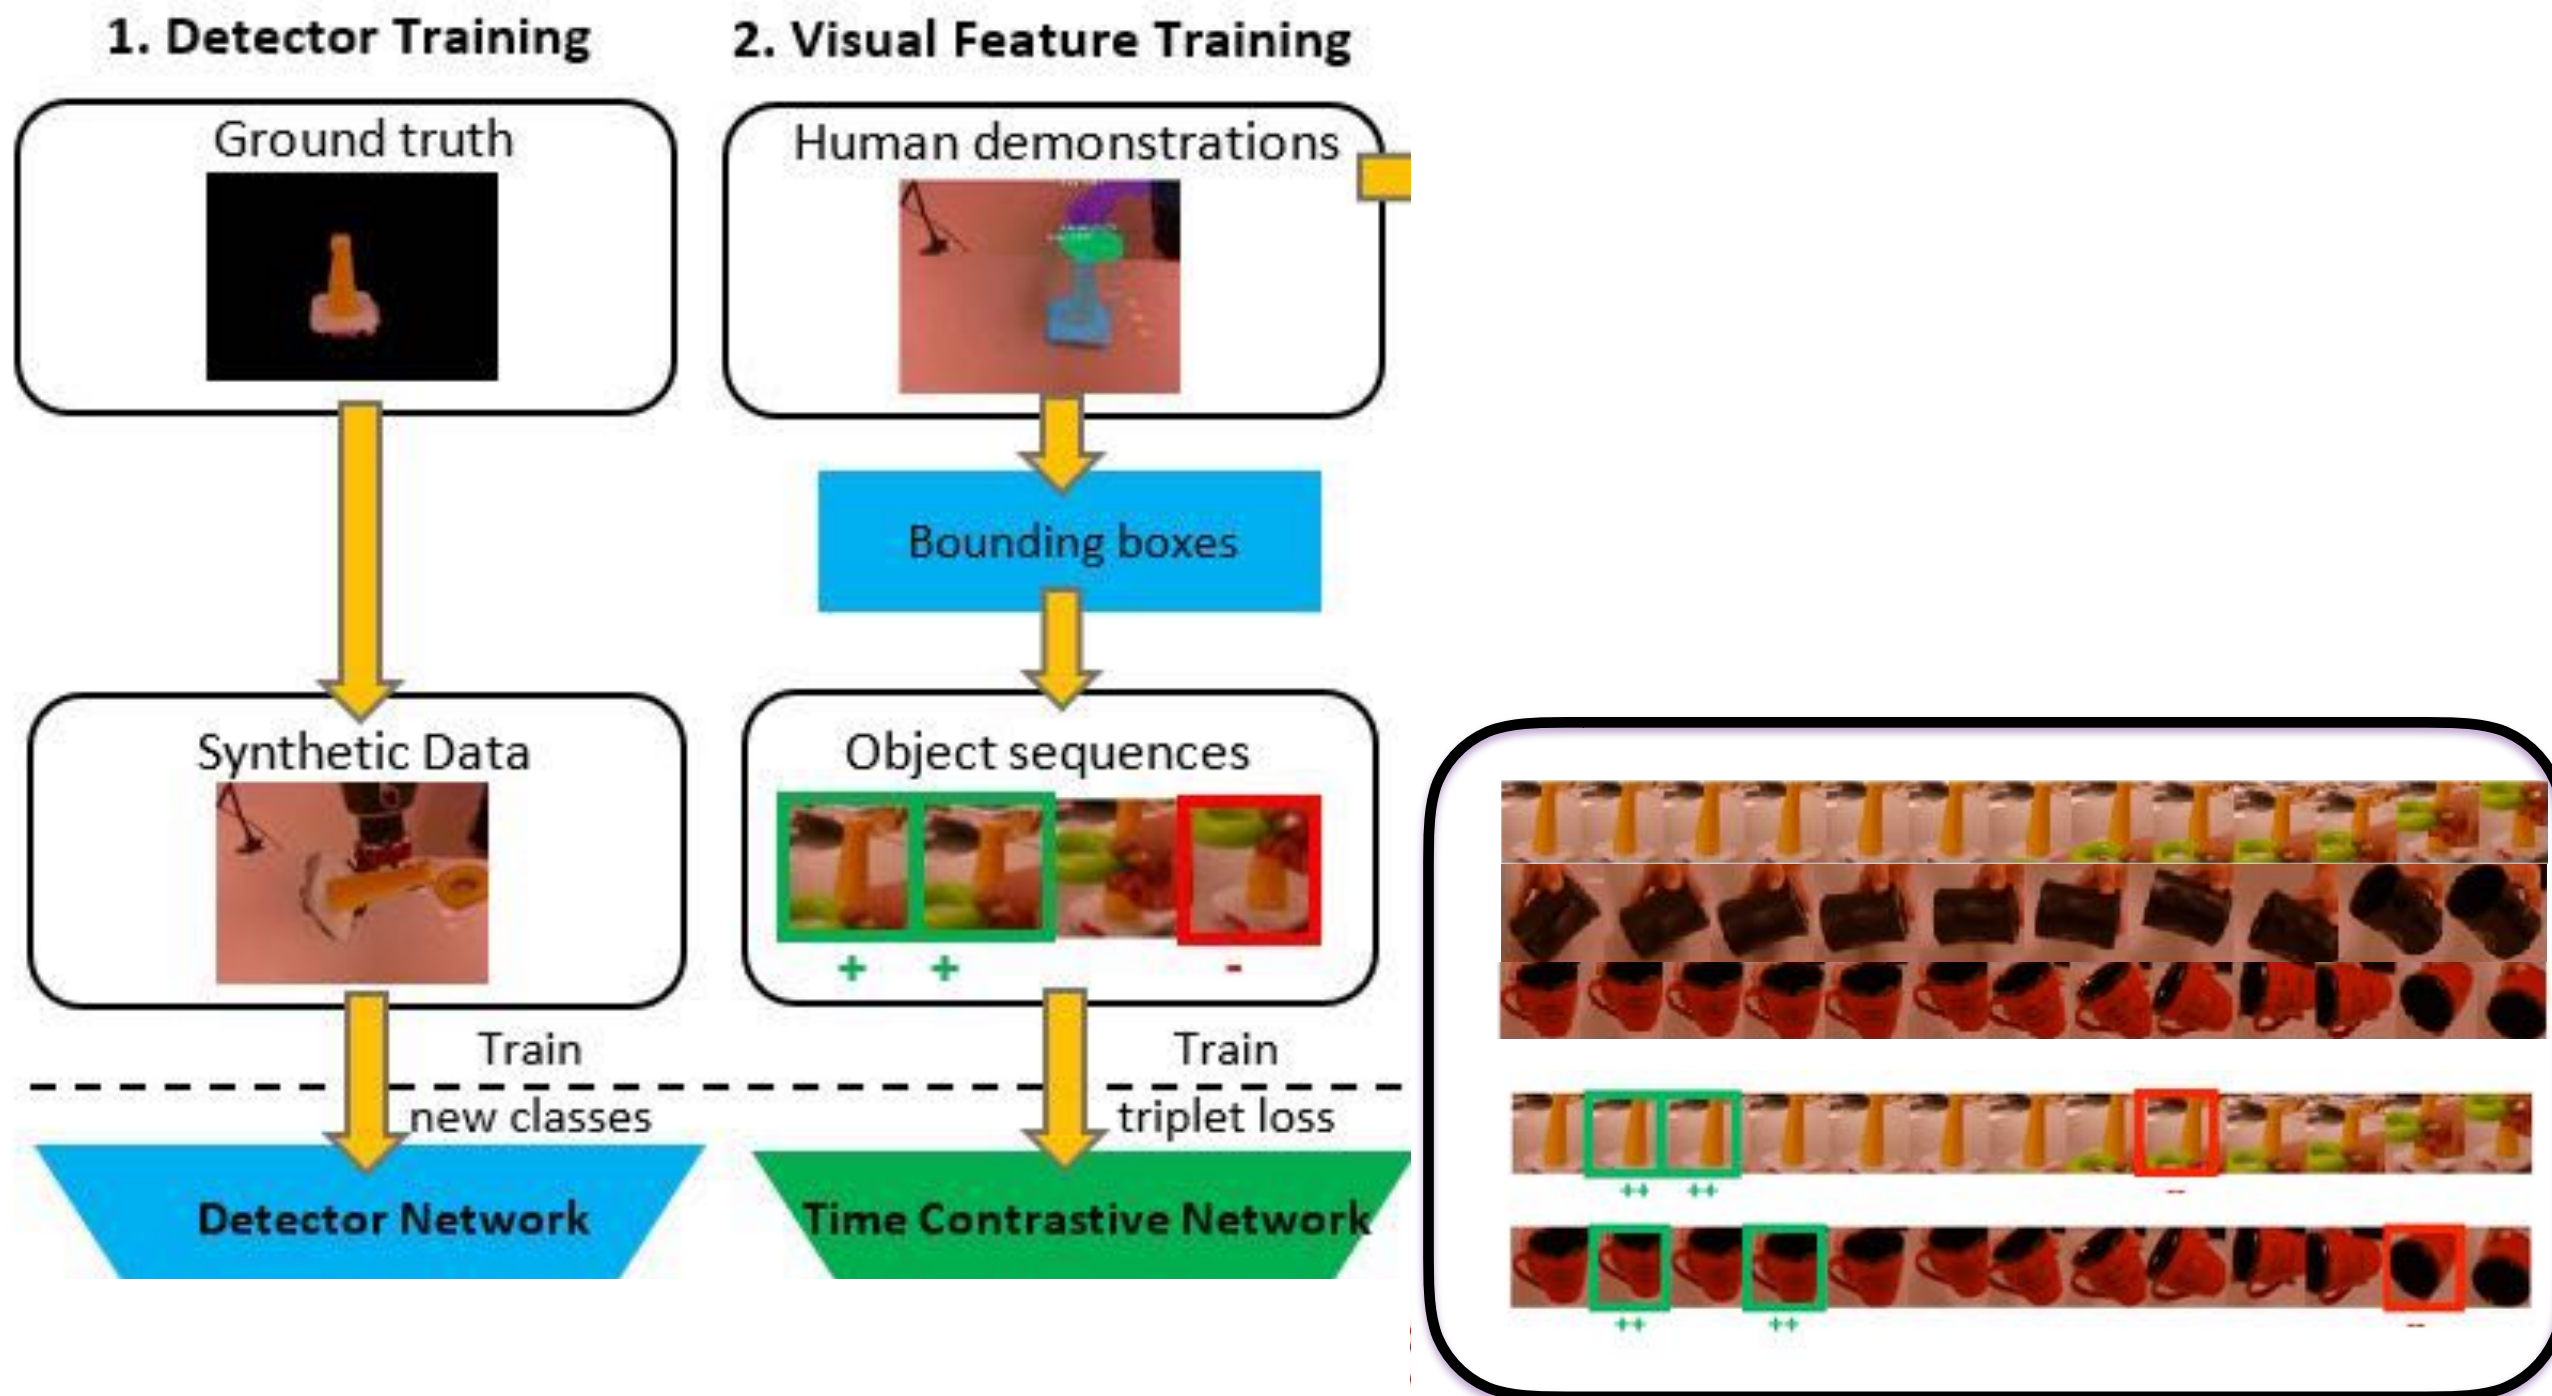 1. Detector Training
Ground truth
Synthetic Data
Train
new classes
Detector Network
2. Visual Feature Training
Human demonstrations
Bounding boxes
Object sequences
+ + -
Train
triplet loss
Time Contrastive Network
++ ++ --
++ ++ --